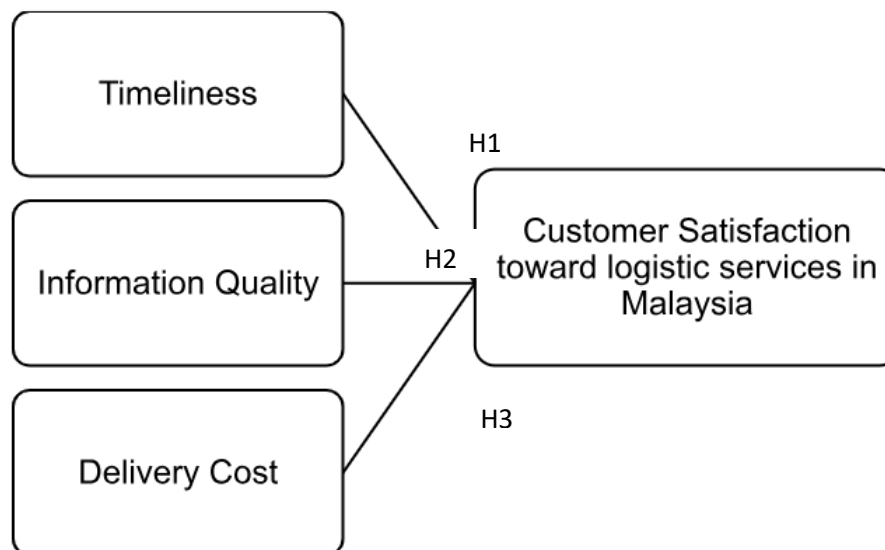 Timeliness
H1
Customer Satisfaction
toward logistic services in
Malaysia
H2
Information Quality
H3
Delivery Cost